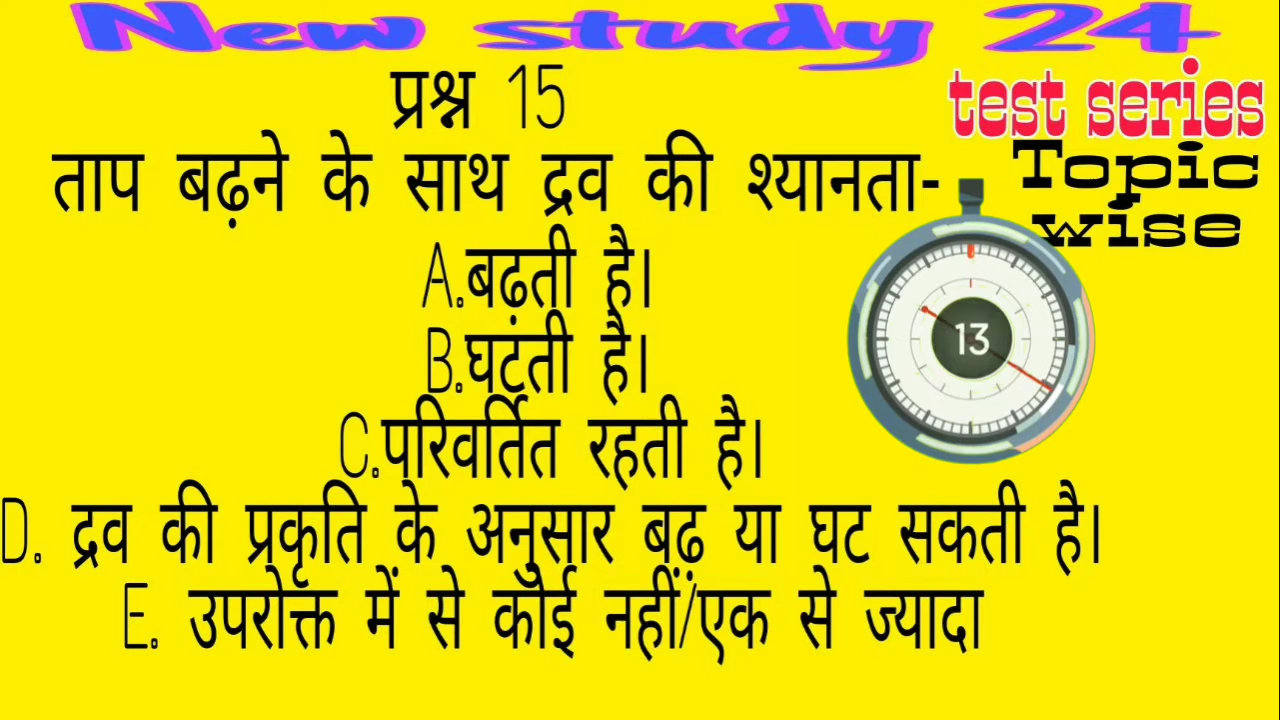 New study 24
test series
Topic
wise
प्रश्न 15
ताप बढ़ने के साथ द्रव की श्यानता-
A.बढ़ती है।
B.घटती है।
C.परिवर्तित रहती है।
D. द्रव की प्रकृति के अनुसार बढ़ या घट सकती है।
E. उपरोक्त में से कोई नहीं/एक से ज्यादा
13